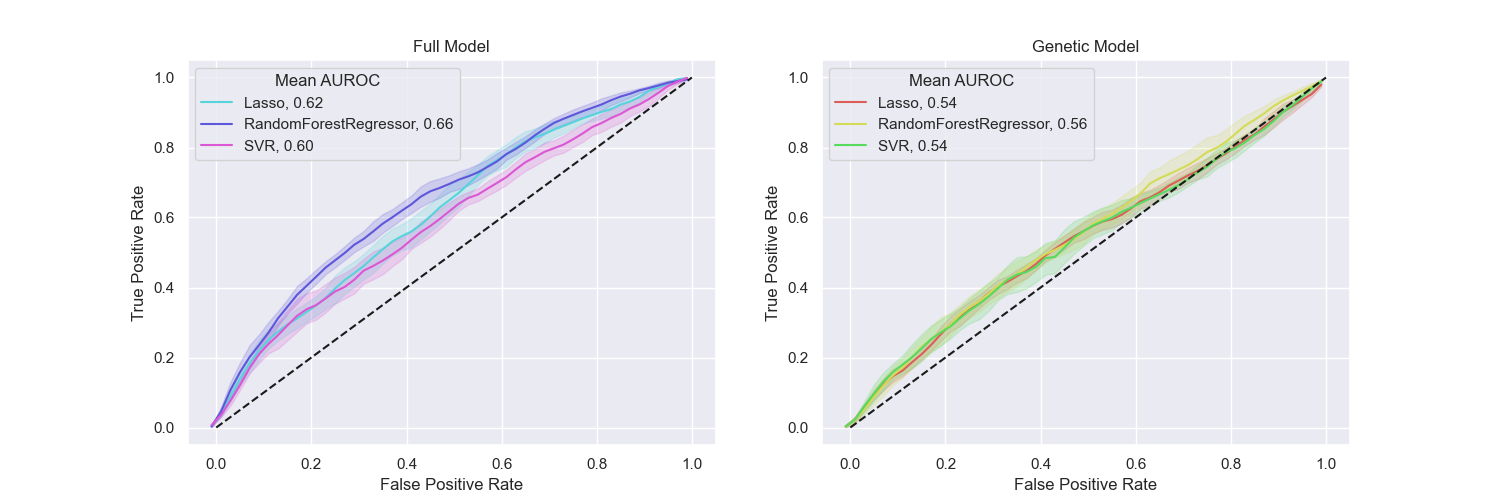 Full Model
Mean AUROC
Lasso, 0.62
RandomForestRegressor, 0.66
SVR, 0.60
1.0
0.8
0.6
0.4
0.2
0.0
True Positive Rate
0.0 0.2 0.4 0.6 0.8 1.0
False Positive Rate
Genetic Model
Mean AUROC
Lasso, 0.54
RandomForestRegressor, 0.56
SVR, 0.54
1.0
0.8
0.6
0.4
0.2
0.0
True Positive Rate
0.0 0.2 0.4 0.6 0.8 1.0
False Positive Rate